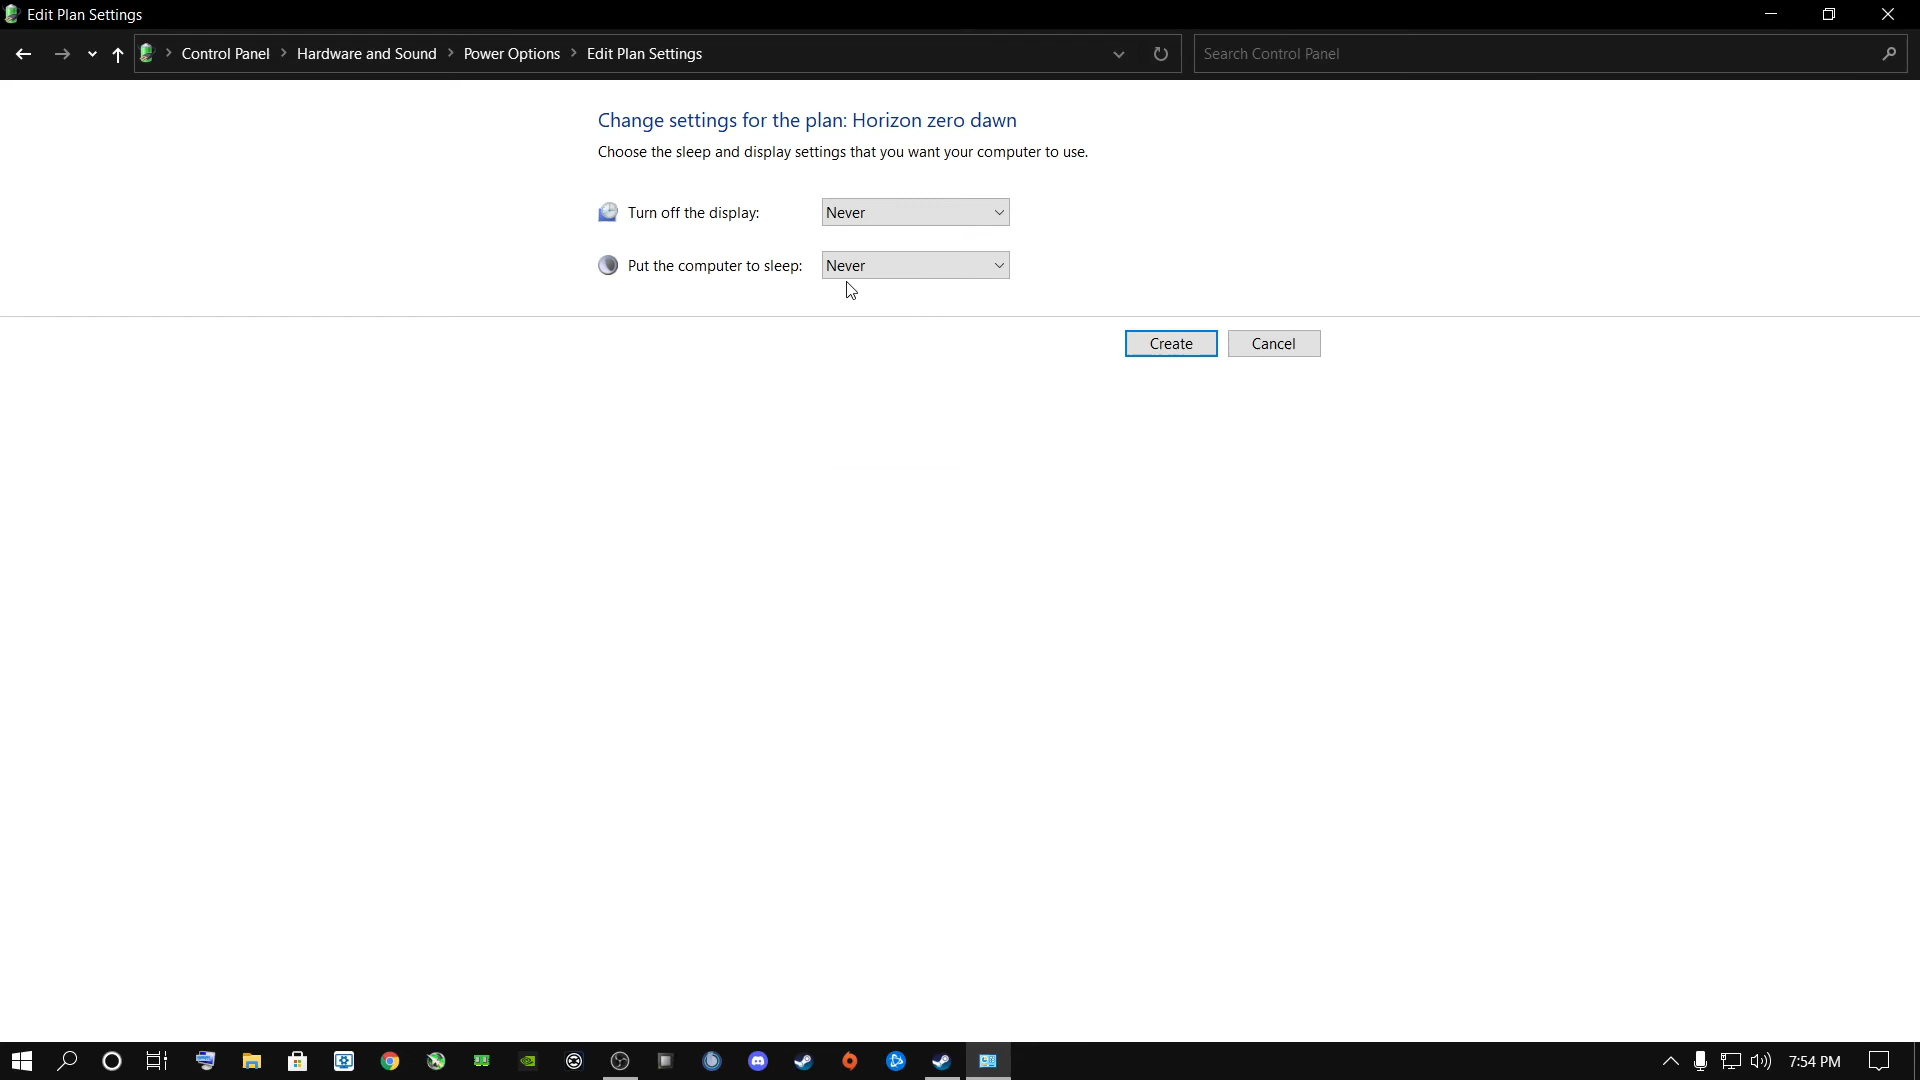 Edit Plan Settings
Control Panel > Hardware and Sound > Power Options > Edit Plan Settings
Search Control Panel
Change settings for the plan: Horizon zero dawn
Choose the sleep and display settings that you want your computer to use.
Turn off the display: Never
Put the computer to sleep: Never
Create Cancel
7:54 PM